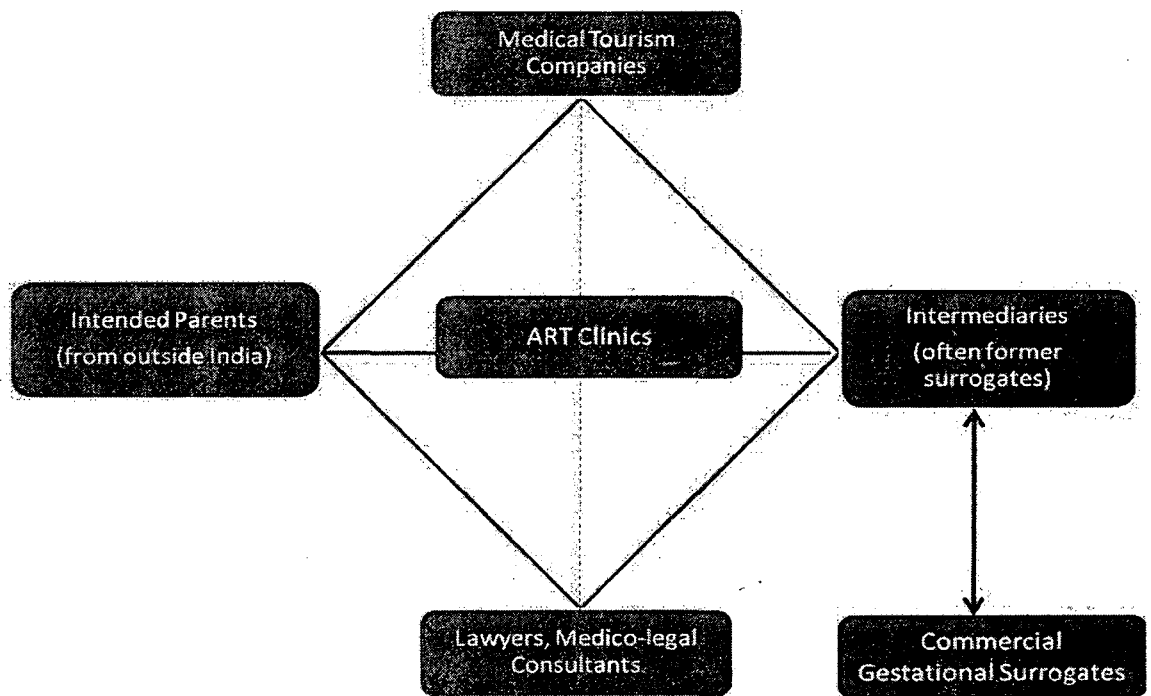 Medical Tourism
Companies
Intended Parents
(from outside India)
ART Clinics
Intermediaries
(often former
surrogates)
Lawyers, Medico-legal
Consultants
Commercial
Gestational Surrogates